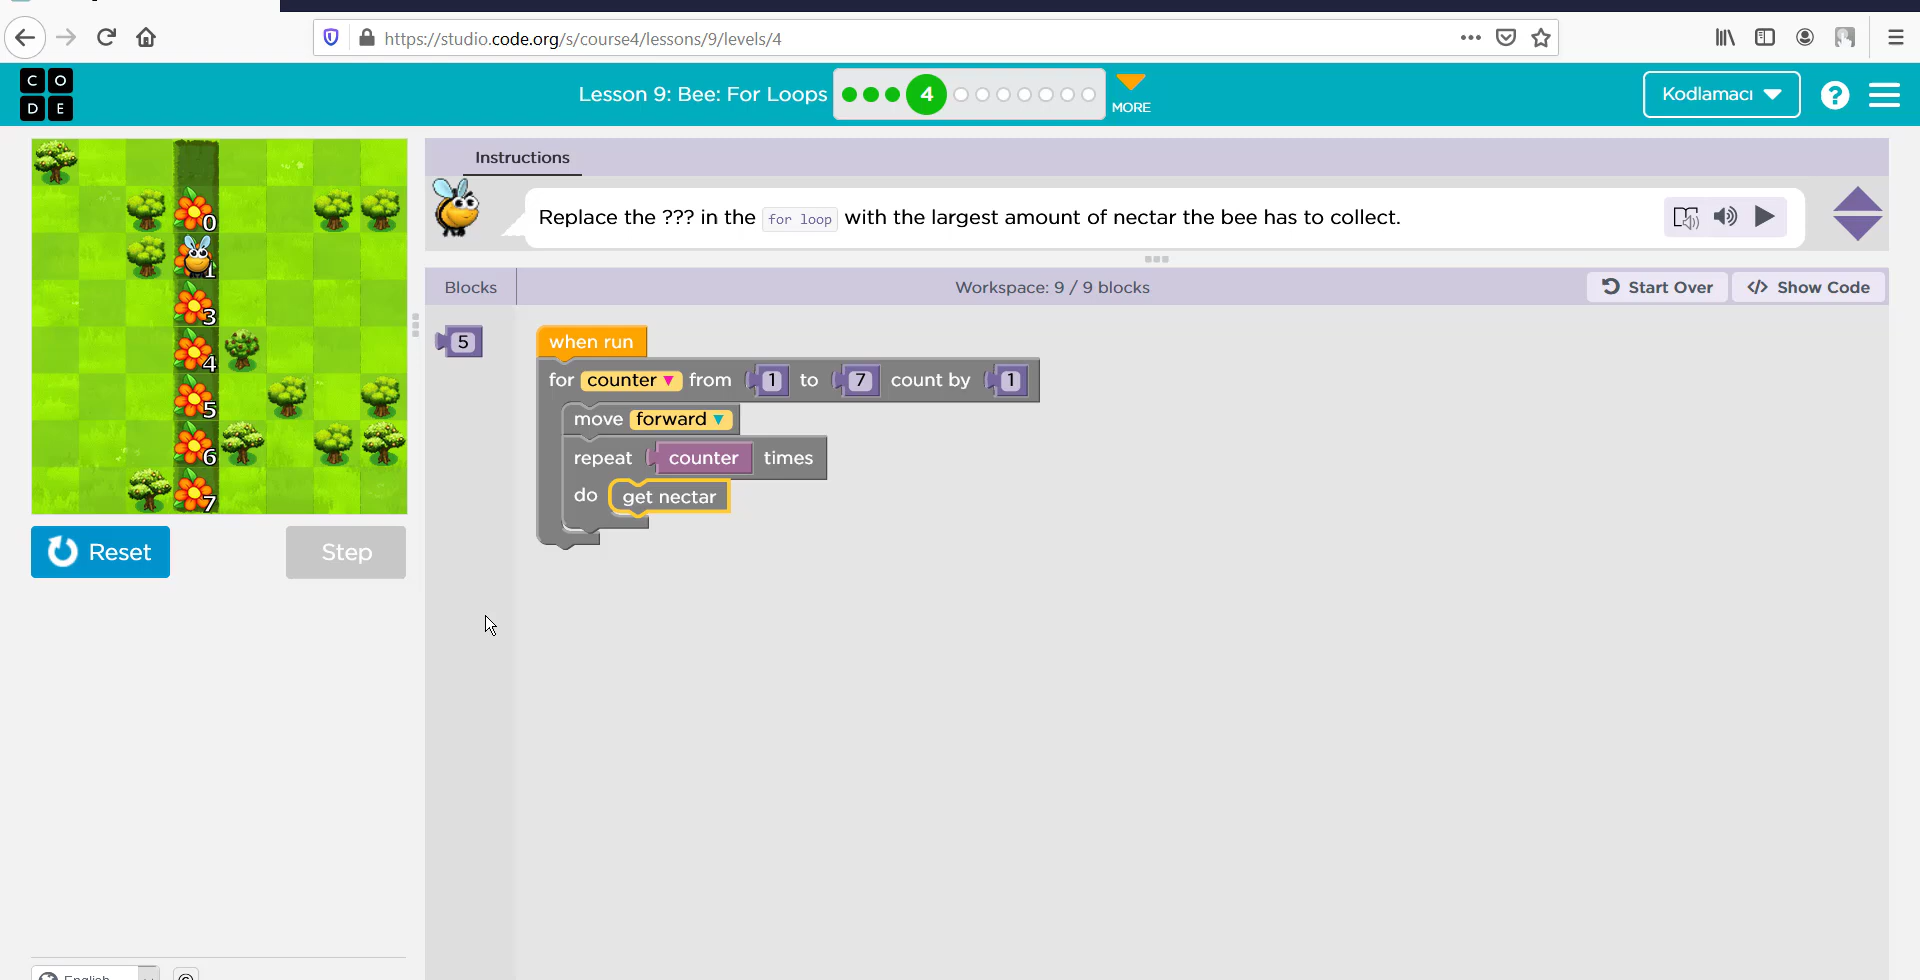 https://studio.code.org/s/course4/lessons/9/levels/4
C O
D E
Lesson 9: Bee: For Loops
4
MORE
Kodlamacı
?
Instructions
Replace the ??? in the for loop with the largest amount of nectar the bee has to collect.
Blocks
Workspace: 9 / 9 blocks
Start Over
</> Show Code
0
1
3
4
5
6
7
5
when run
for counter from 1 to 7 count by 1
move forward
repeat counter times
do get nectar
Reset
Step
English